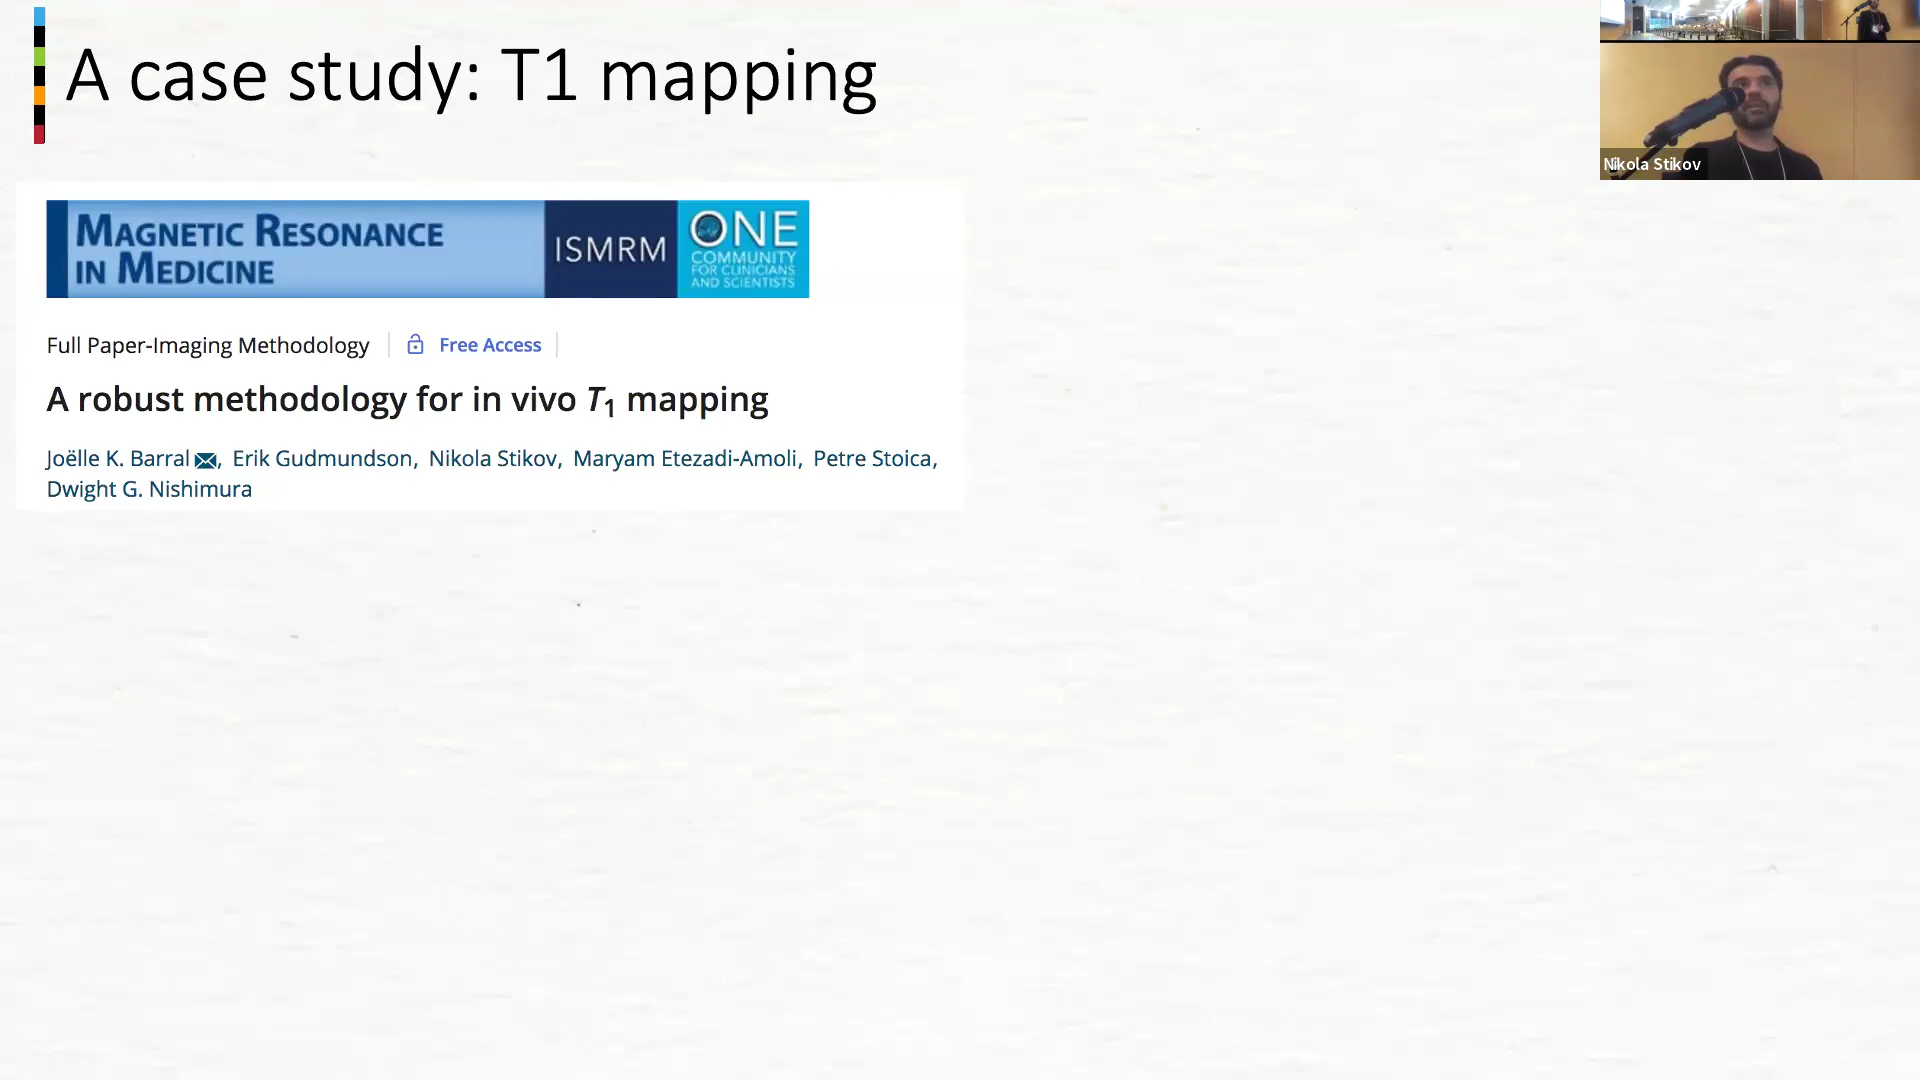 A case study: T1 mapping
Nikola Stikov
MAGNETIC RESONANCE
IN MEDICINE
ISMRM
ONE
COMMUNITY
FOR CLINICIANS
AND SCIENTISTS
Full Paper-Imaging Methodology
Free Access
A robust methodology for in vivo T1 mapping
Joëlle K. Barral, Erik Gudmundson, Nikola Stikov, Maryam Etezadi-Amoli, Petre Stoica,
Dwight G. Nishimura